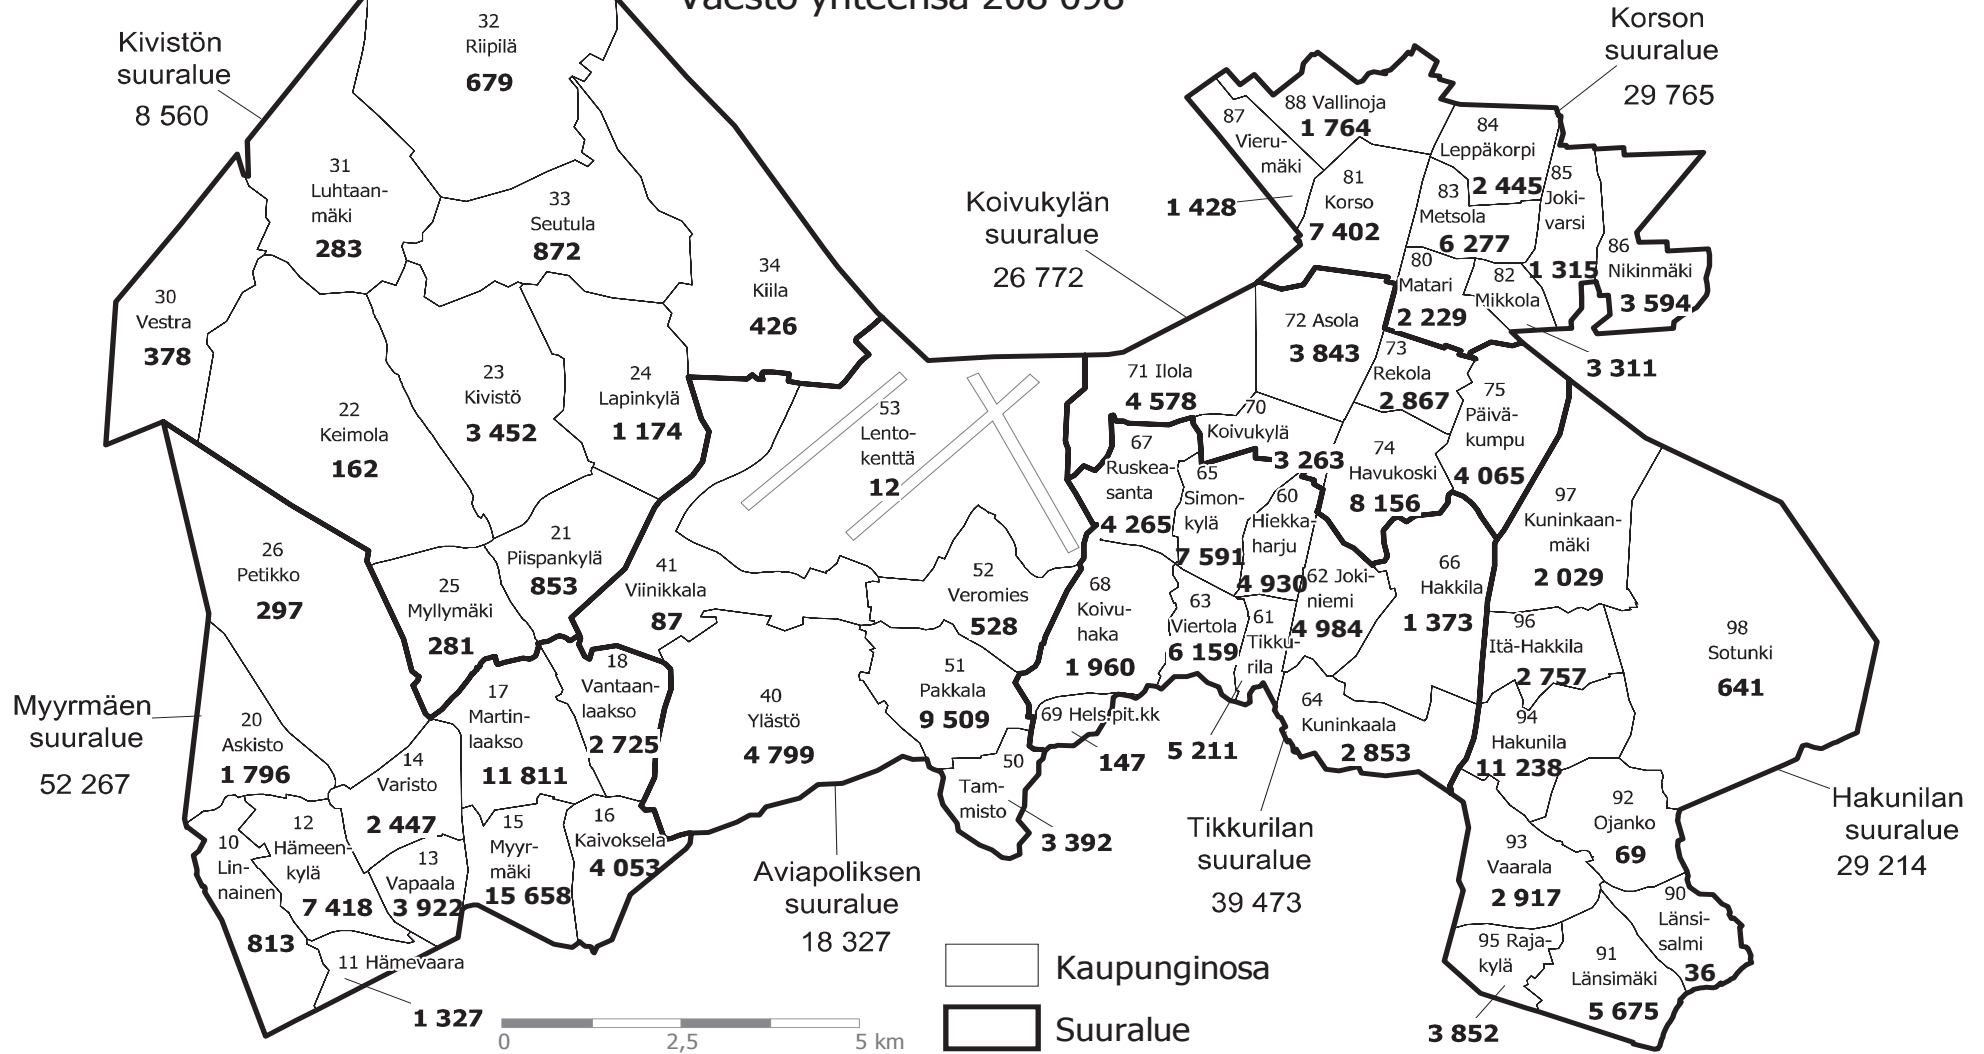 Väestö yhteensä 208 098
Kivistön
suuralue
8 560
Korson
suuralue
29 765
Koivukylän
suuralue
26 772
Myyrmäen
suuralue
52 267
Aviapoliksen
suuralue
18 327
Tikkurilan
suuralue
39 473
Hakunilan
suuralue
29 214
32
Riipilä
679
31
Luhtaan-
mäki
283
33
Seutula
872
34
Kiila
426
30
Vestra
378
22
Keimola
162
23
Kivistö
3 452
24
Lapinkylä
1 174
21
Piispankylä
853
25
Myllymäki
281
26
Petikko
297
20
Askisto
1 796
10
Lin-
nainen
813
12
Hämeen-
kylä
7 418
11 Hämevaara
1 327
13
Vapaala
3 922
14
Varisto
2 447
15
Myyr-
mäki
15 658
16
Kaivoksela
4 053
17
Martin-
laakso
11 811
18
Vantaan-
laakso
2 725
41
Viinikkala
87
40
Ylästö
4 799
53
Lento-
kenttä
12
52
Veromies
528
51
Pakkala
9 509
50
Tam-
misto
3 392
88 Vallinoja
1 764
87
Vieru-
mäki
1 428
81
Korso
7 402
84
Leppäkorpi
2 445
83
Metsola
6 277
85
Joki-
varsi
1 315
86
Nikinmäki
3 594
80
Matari
2 229
82
Mikkola
3 311
72 Asola
3 843
71 Ilola
4 578
73
Rekola
2 867
75
Päivä-
kumpu
4 065
70
Koivukylä
3 263
74
Havukoski
8 156
67
Ruskea-
santa
4 265
65
Simon-
kylä
7 591
60
Hiekka-
harju
4 930
62 Joki-
niemi
4 984
66
Hakkila
1 373
68
Koivu-
haka
1 960
63
Viertola
6 159
61
Tikku-
rila
5 211
69 Hels.pit.kk
147
64
Kuninkaala
2 853
97
Kuninkaan-
mäki
2 029
96
Itä-Hakkila
2 757
98
Sotunki
641
94
Hakunila
11 238
92
Ojanko
69
93
Vaarala
2 917
90
Länsi-
salmi
36
95 Raja-
kylä
3 852
91
Länsimäki
5 675
Kaupunginosa
Suuralue
0 2,5 5 km